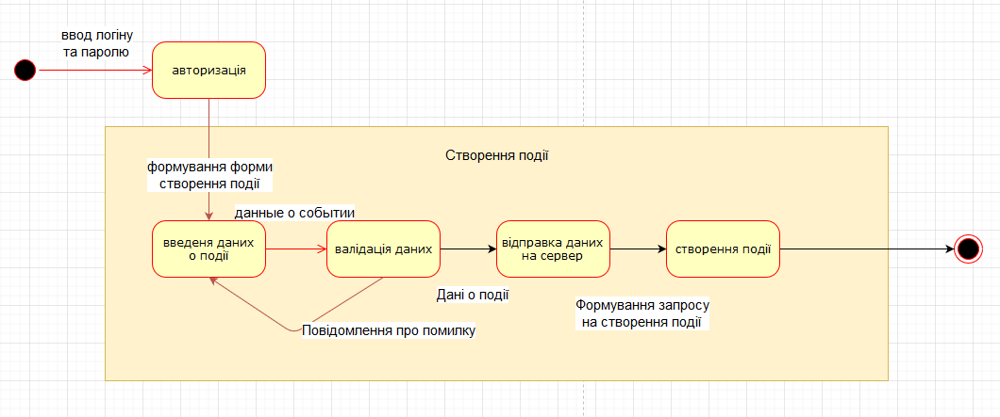 ввод логіну
та паролю
авторизація
Створення події
формування форми
створення події
данные о событии
введеня даних
о події
валідація даних
відправка даних
на сервер
створення події
Дані о події
Формування запросу
на створення події
Повідомлення про помилку